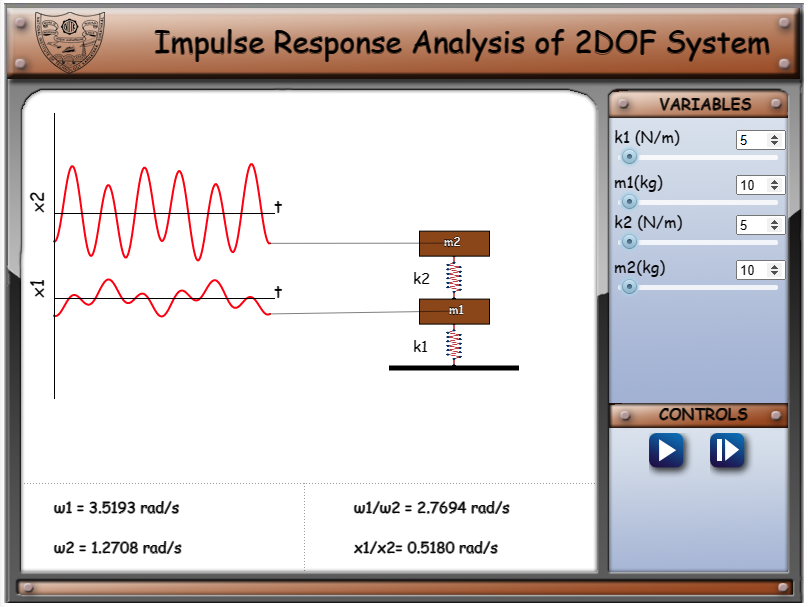 Impulse Response Analysis of 2DOF System
VARIABLES
k1 (N/m) 5
m1(kg) 10
k2 (N/m) 5
m2(kg) 10
x2
t
x1
t
m2
k2
m1
k1
CONTROLS
ω1 = 3.5193 rad/s
ω1/ω2 = 2.7694 rad/s
ω2 = 1.2708 rad/s
x1/x2= 0.5180 rad/s